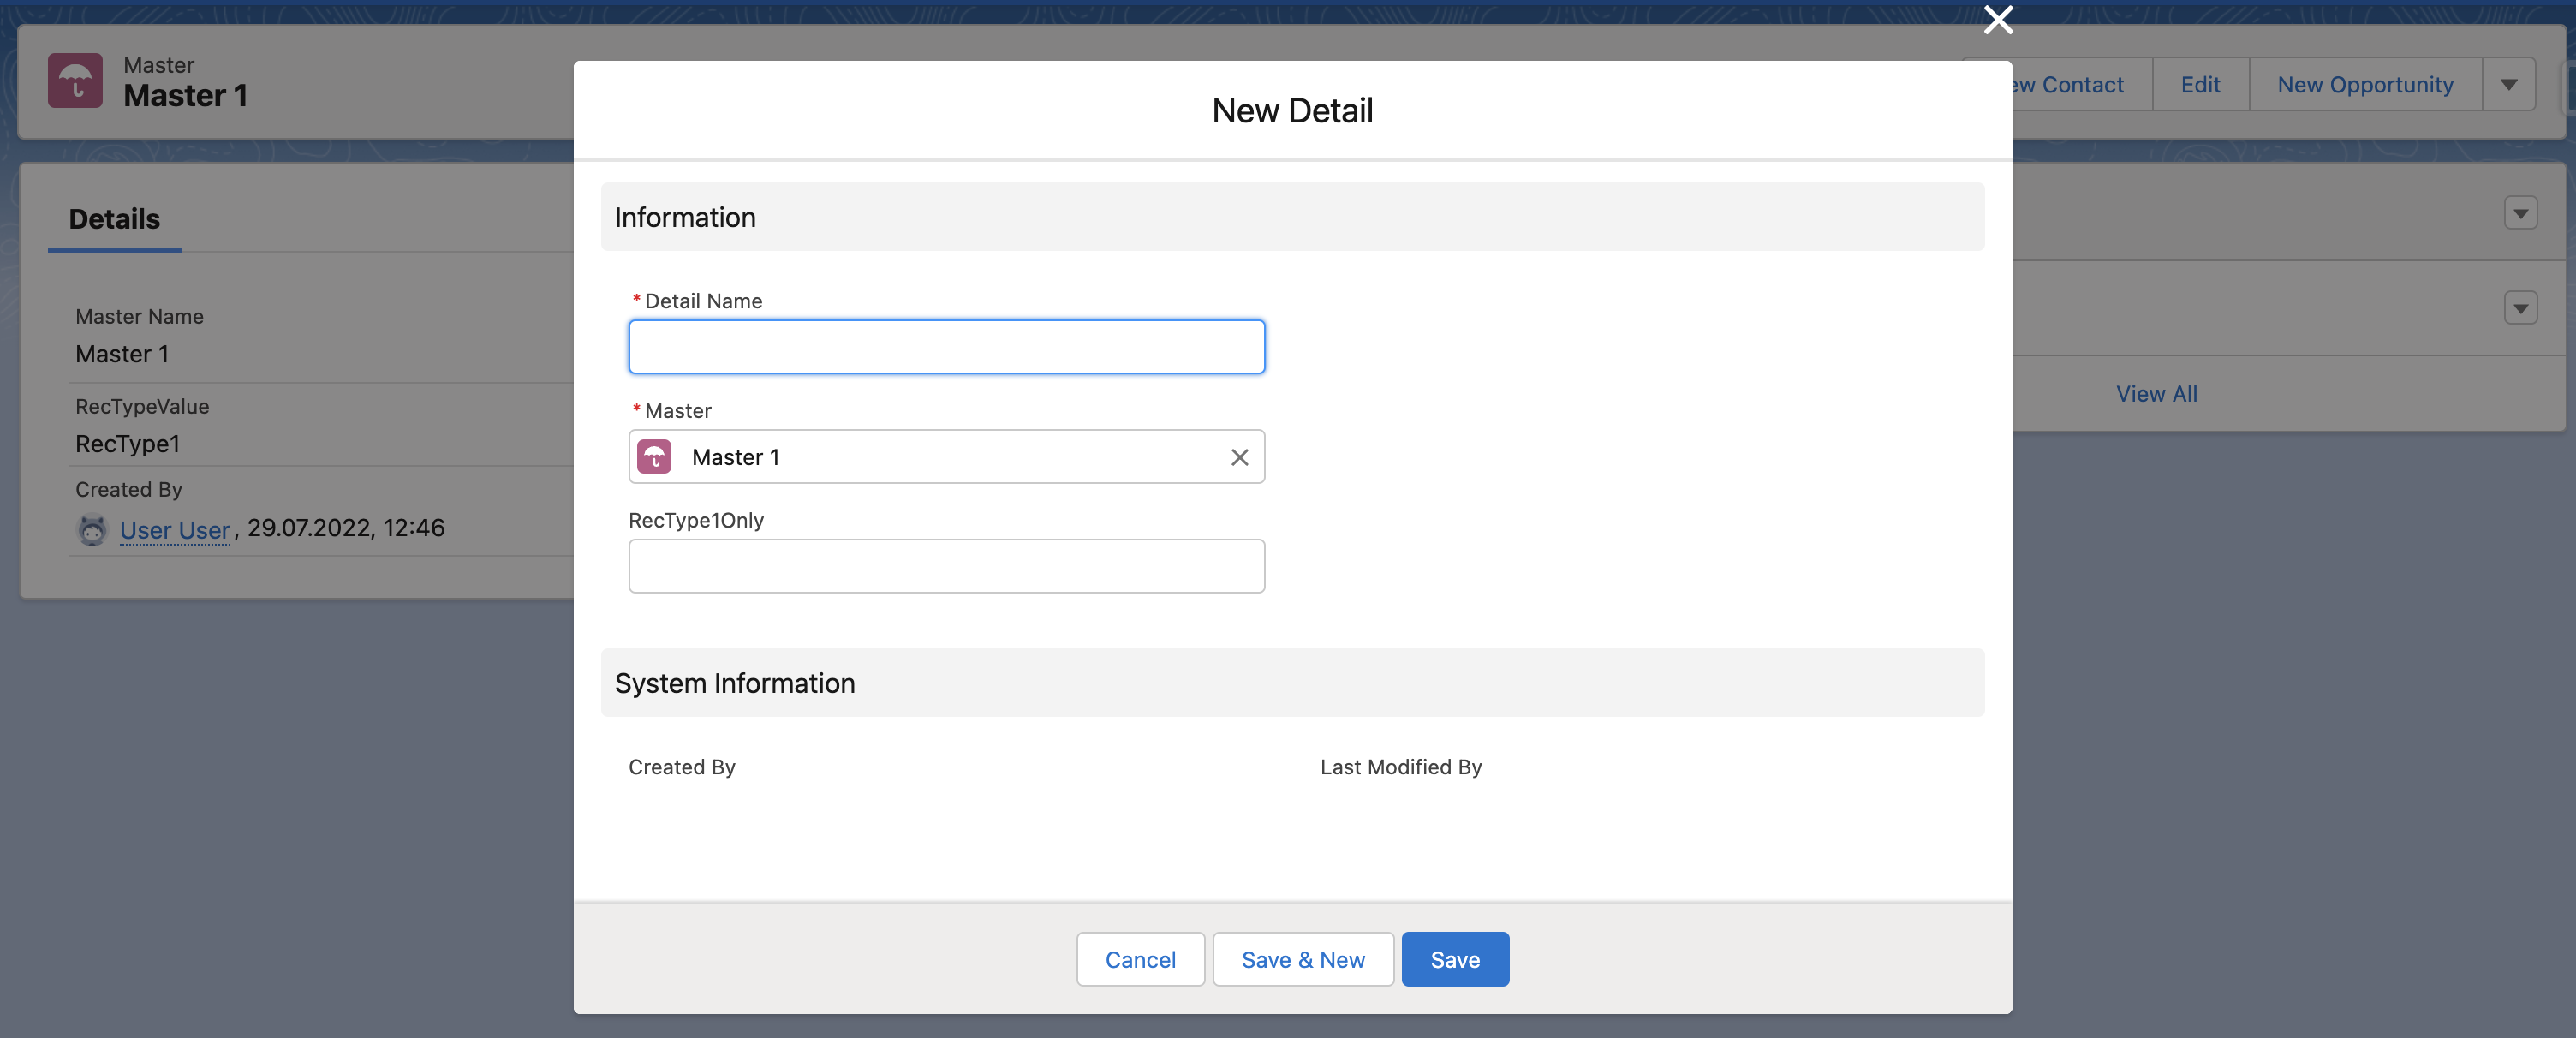 Master
Master 1
ew Contact
Edit
New Opportunity
New Detail
Details
Information
Master Name
Master 1
RecTypeValue
RecType1
Created By
User User , 29.07.2022, 12:46
* Detail Name
* Master
Master 1
RecType1Only
View All
System Information
Created By
Last Modified By
Cancel
Save & New
Save